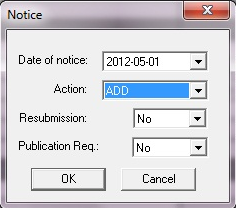 Notice
Date of notice: 2012-05-01
Action: ADD
Resubmission: No
Publication Req.: No
OK Cancel